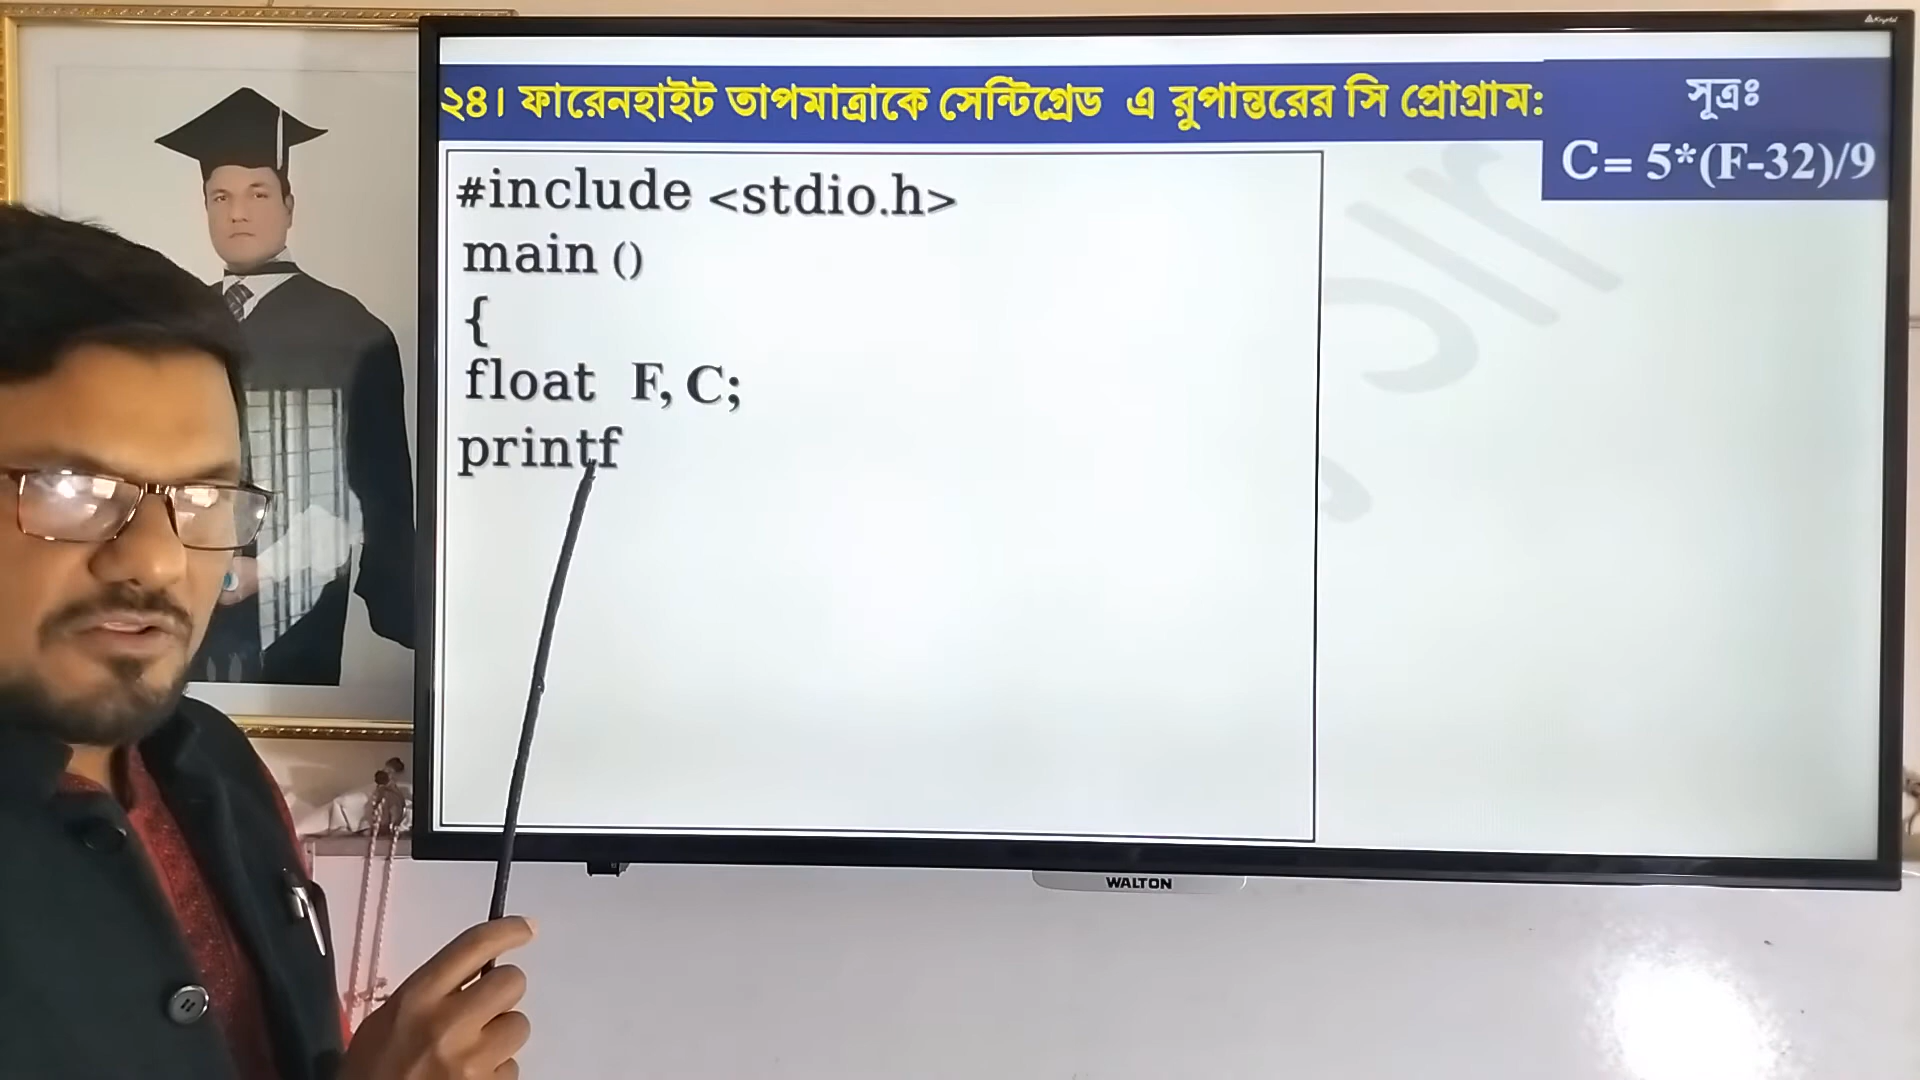 ২৪। ফারেনহাইট তাপমাত্রাকে সেন্টিগ্রেড এ রুপান্তরের সি প্রোগ্রাম:
সূত্রঃ
C= 5*(F-32)/9
#include <stdio.h>
main ()
{
float F, C;
printf
WALTON